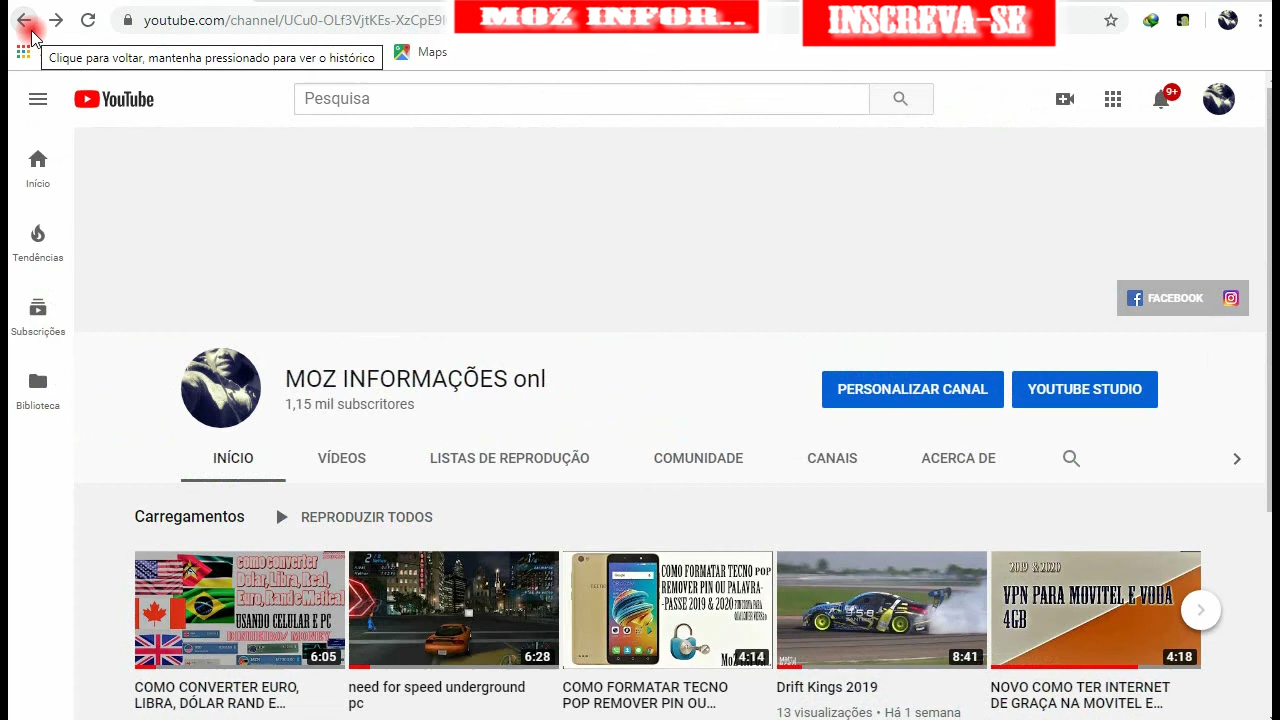 youtube.com/channel/UCu0-OLf3VjtKEs-XzCpE9l
MOZ INFOR..
INSCREVA-SE
Clique para voltar, mantenha pressionado para ver o histórico
Maps
YouTube
Pesquisa
9+
Início
Tendências
Subscrições
Biblioteca
FACEBOOK
MOZ INFORMAÇÕES onl
1,15 mil subscritores
PERSONALIZAR CANAL
YOUTUBE STUDIO
INÍCIO
VÍDEOS
LISTAS DE REPRODUÇÃO
COMUNIDADE
CANAIS
ACERCA DE
Carregamentos
REPRODUZIR TODOS
como converter
Dolar, Libra, Real,
Euro, Rand e Metical
USANDO CELULAR E PC
6:05
6:28
COMO FORMATAR TECNO POP
REMOVER PIN OU PALAVRA-
-PASSE 2019 & 2020
4:14
8:41
2019 & 2020
VPN PARA MOVITEL E VODA
4GB
4:18
COMO CONVERTER EURO,
LIBRA, DÓLAR RAND E...
need for speed underground
pc
COMO FORMATAR TECNO
POP REMOVER PIN OU...
Drift Kings 2019
13 visualizações • Há 1 semana
NOVO COMO TER INTERNET
DE GRAÇA NA MOVITEL E...